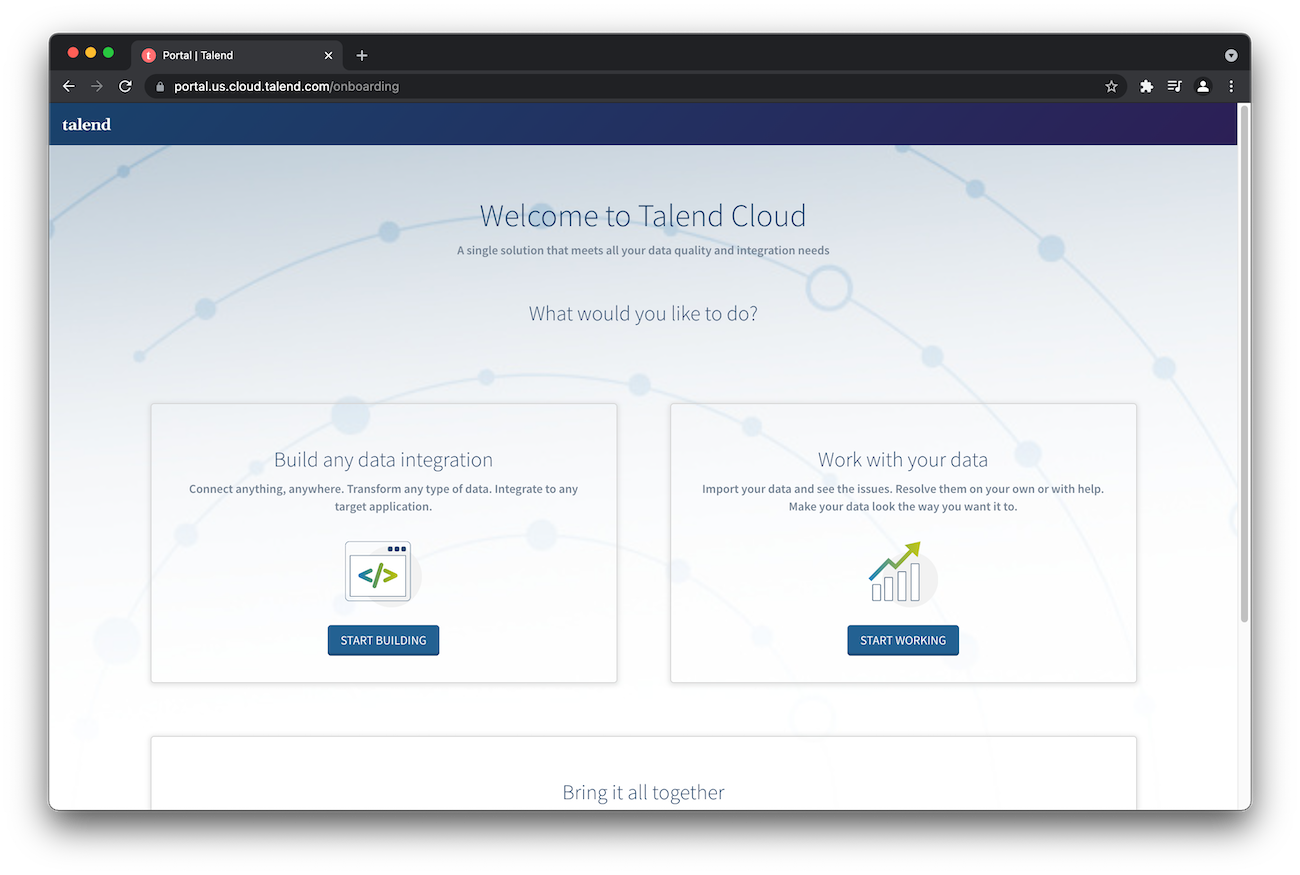 Portal | Talend
portal.us.cloud.talend.com/onboarding
talend
Welcome to Talend Cloud
A single solution that meets all your data quality and integration needs
What would you like to do?
Build any data integration
Connect anything, anywhere. Transform any type of data. Integrate to any
target application.
</>
START BUILDING
Work with your data
Import your data and see the issues. Resolve them on your own or with help.
Make your data look the way you want it to.
START WORKING
Bring it all together